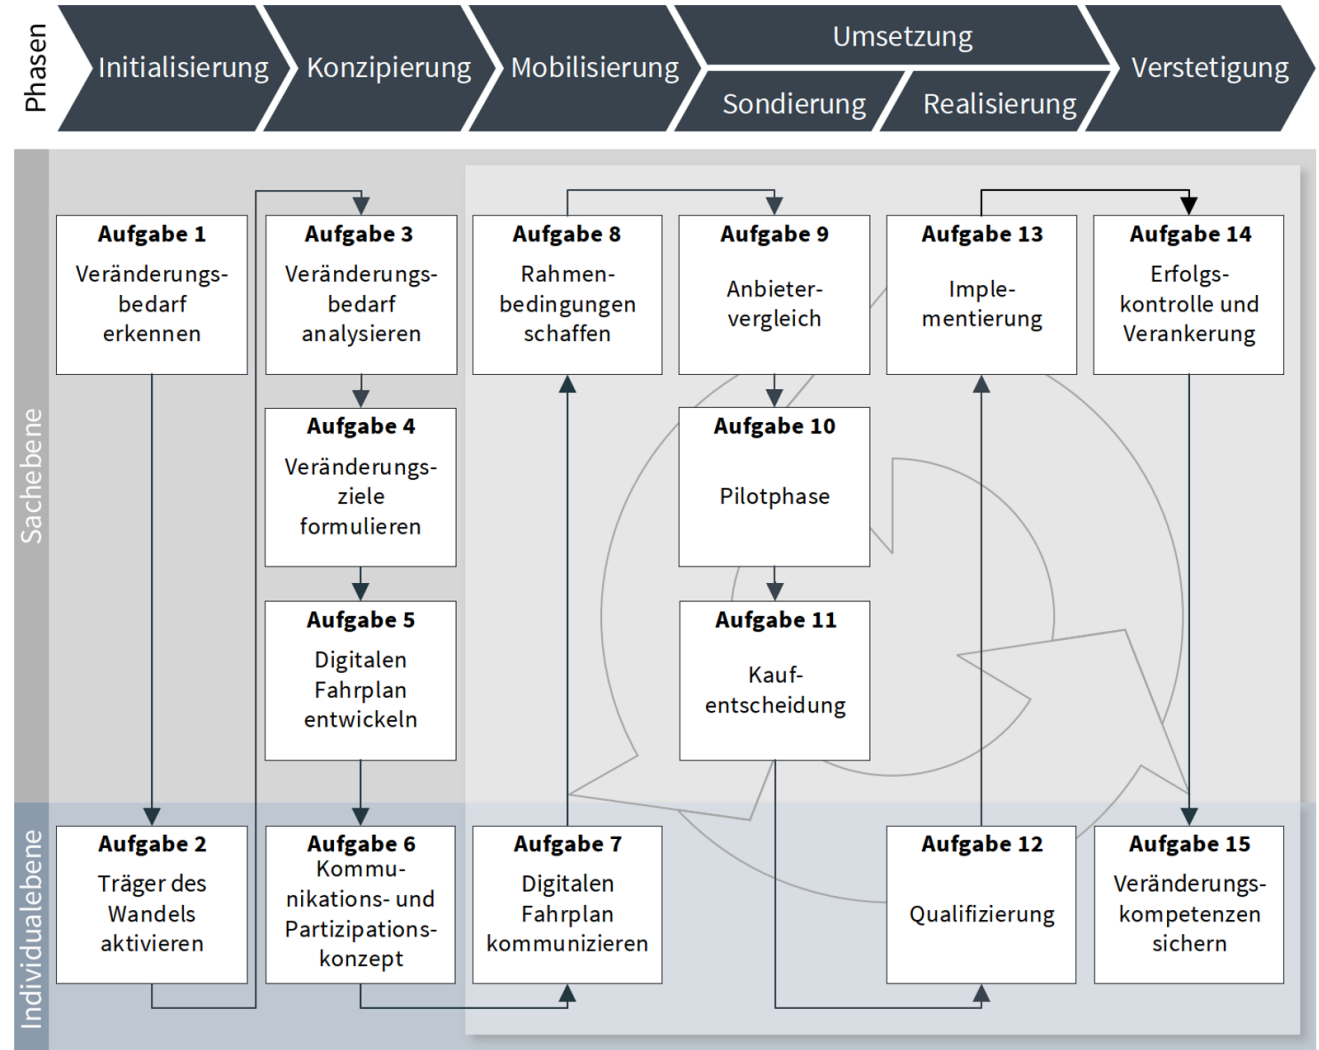 Phasen
Initialisierung
Konzipierung
Mobilisierung
Umsetzung
Sondierung
Realisierung
Verstetigung
Sachebene
Aufgabe 1
Veränderungs-
bedarf
erkennen
Aufgabe 3
Veränderungs-
bedarf
analysieren
Aufgabe 8
Rahmen-
bedingungen
schaffen
Aufgabe 9
Anbieter-
vergleich
Aufgabe 13
Imple-
mentierung
Aufgabe 14
Erfolgs-
kontrolle und
Verankerung
Aufgabe 4
Veränderungs-
ziele
formulieren
Aufgabe 10
Pilotphase
Aufgabe 5
Digitalen
Fahrplan
entwickeln
Aufgabe 11
Kauf-
entscheidung
Individualebene
Aufgabe 2
Träger des
Wandels
aktivieren
Aufgabe 6
Kommu-
nikations- und
Partizipations-
konzept
Aufgabe 7
Digitalen
Fahrplan
kommunizieren
Aufgabe 12
Qualifizierung
Aufgabe 15
Veränderungs-
kompetenzen
sichern